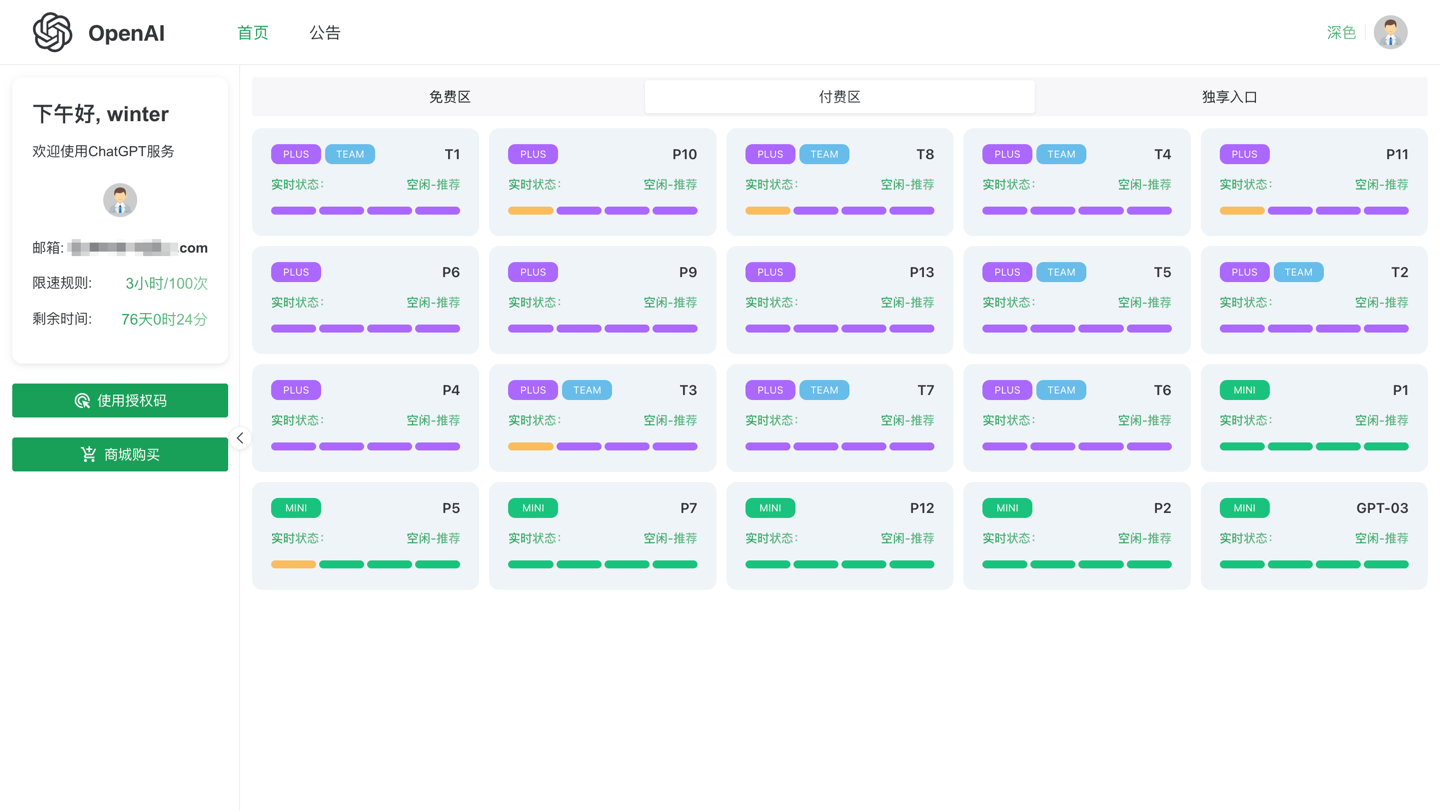 OpenAI
首页
公告
深色
下午好, winter
欢迎使用ChatGPT服务
邮箱: .com
限速规则: 3小时/100次
剩余时间: 76天0时24分
使用授权码
商城购买
免费区
付费区
独享入口
PLUS TEAM T1
实时状态: 空闲-推荐
PLUS P10
实时状态: 空闲-推荐
PLUS TEAM T8
实时状态: 空闲-推荐
PLUS TEAM T4
实时状态: 空闲-推荐
PLUS P11
实时状态: 空闲-推荐
PLUS P6
实时状态: 空闲-推荐
PLUS P9
实时状态: 空闲-推荐
PLUS P13
实时状态: 空闲-推荐
PLUS TEAM T5
实时状态: 空闲-推荐
PLUS TEAM T2
实时状态: 空闲-推荐
PLUS P4
实时状态: 空闲-推荐
PLUS TEAM T3
实时状态: 空闲-推荐
PLUS TEAM T7
实时状态: 空闲-推荐
PLUS TEAM T6
实时状态: 空闲-推荐
MINI P1
实时状态: 空闲-推荐
MINI P5
实时状态: 空闲-推荐
MINI P7
实时状态: 空闲-推荐
MINI P12
实时状态: 空闲-推荐
MINI P2
实时状态: 空闲-推荐
MINI GPT-03
实时状态: 空闲-推荐